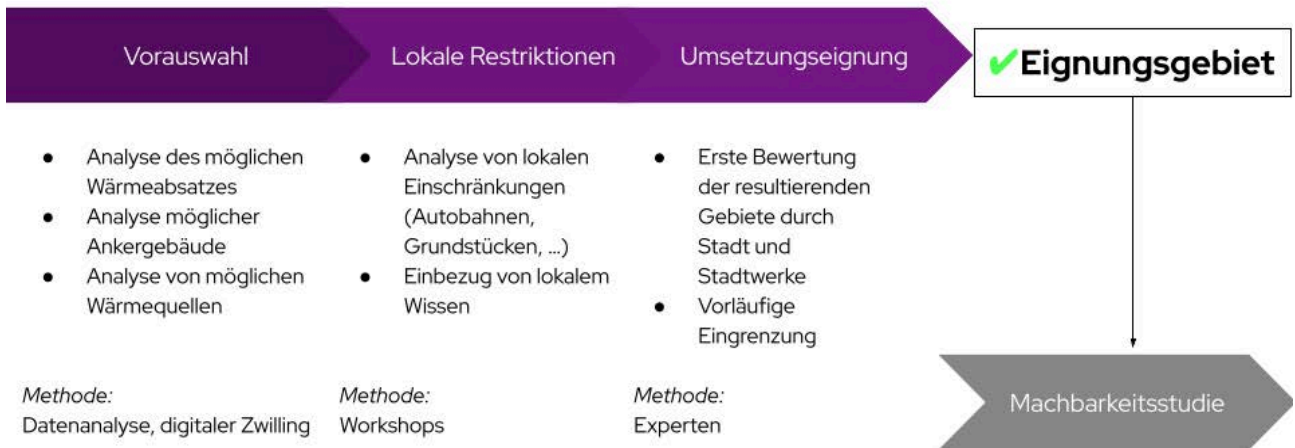 Vorauswahl
Lokale Restriktionen
Umsetzungseignung
✔Eignungsgebiet
● Analyse des möglichen
Wärmeabsatzes
● Analyse möglicher
Ankergebäude
● Analyse von möglichen
Wärmequellen
Methode:
Datenanalyse, digitaler Zwilling
● Analyse von lokalen
Einschränkungen
(Autobahnen,
Grundstücken, ...)
● Einbezug von lokalem
Wissen
Methode:
Workshops
● Erste Bewertung
der resultierenden
Gebiete durch
Stadt und
Stadtwerke
● Vorläufige
Eingrenzung
Methode:
Experten
Machbarkeitsstudie